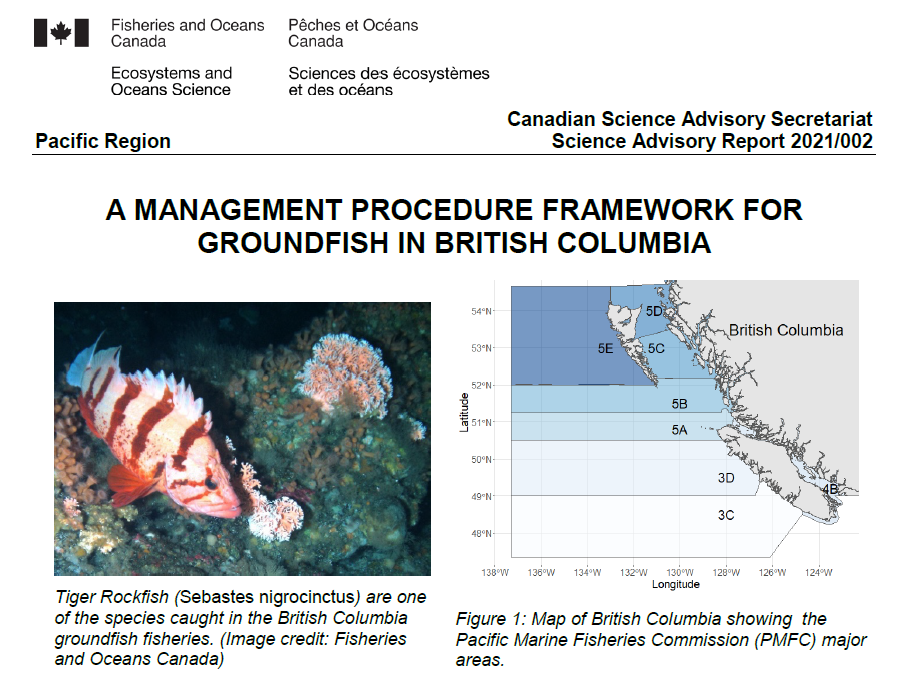 Fisheries and Oceans
Canada
Pêches et Océans
Canada
Ecosystems and
Oceans Science
Sciences des écosystèmes
et des océans
Canadian Science Advisory Secretariat
Pacific Region
Science Advisory Report 2021/002
A MANAGEMENT PROCEDURE FRAMEWORK FOR
GROUNDFISH IN BRITISH COLUMBIA
Tiger Rockfish (Sebastes nigrocinctus) are one
of the species caught in the British Columbia
groundfish fisheries. (Image credit: Fisheries
and Oceans Canada)
54°N
53°N
52°N
51°N
50°N
49°N
48°N
Latitude
5D
British Columbia
5E
5C
5B
5A
3D
4B
3C
138°W
136°W
134°W
132°W
130°W
128°W
126°W
124°W
Longitude
Figure 1: Map of British Columbia showing the
Pacific Marine Fisheries Commission (PMFC) major
areas.